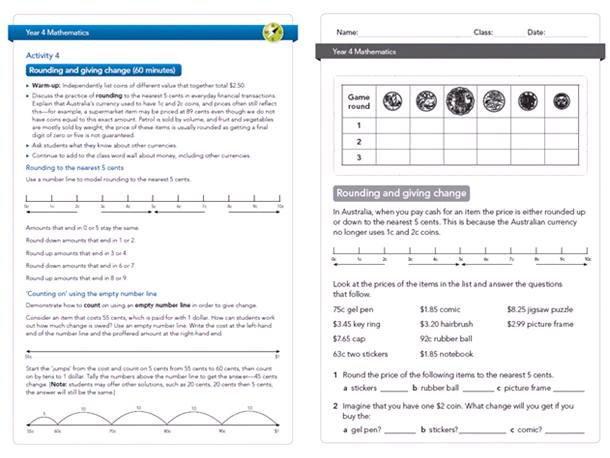 Year 4 Mathematics
Activity 4
Rounding and giving change (60 minutes)
Warm-up: Independently list coins of different value that together total $2.50.
Discuss the practice of rounding to the nearest 5 cents in everyday financial transactions.
Explain that Australia's currency used to have 1c and 2c coins, and prices often still reflect
this—for example, a supermarket item may be priced at 89 cents even though we do not
have coins equal to this exact amount. Petrol is sold by volume, and fruit and vegetables
are mostly sold by weight; the price of these items is usually rounded as getting a final
digit of zero or five is not guaranteed.
Ask students what they know about other currencies.
Continue to add to the class word wall about money, including other currencies.
Rounding to the nearest 5 cents
Use a number line to model rounding to the nearest 5 cents.
0c 1c 2c 3c 4c 5c 6c 7c 8c 9c 10c
Amounts that end in 0 or 5 stay the same.
Round down amounts that end in 1 or 2.
Round up amounts that end in 3 or 4.
Round down amounts that end in 6 or 7.
Round up amounts that end in 8 or 9.
'Counting on' using the empty number line
Demonstrate how to count on using an empty number line in order to give change.
Consider an item that costs 55 cents, which is paid for with 1 dollar. How can students work
out how much change is owed? Use an empty number line. Write the cost at the left-hand
end of the number line and the proffered amount at the right-hand end.
55c $1
Start the 'jumps' from the cost and count on 5 cents from 55 cents to 60 cents, then count
on by tens to 1 dollar. Tally the numbers above the number line to get the answer—45 cents
change. (Note: students may offer other solutions, such as 20 cents, 20 cents then 5 cents;
the answer will still be the same.)
5 10 10 10 10
55c 60c 70c 80c 90c $1
Name: Class: Date:
Year 4 Mathematics
Game
round
1
2
3
Rounding and giving change
In Australia, when you pay cash for an item the price is either rounded up
or down to the nearest 5 cents. This is because the Australian currency
no longer uses 1c and 2c coins.
0c 1c 2c 3c 4c 5c 6c 7c 8c 9c 10c
Look at the prices of the items in the list and answer the questions
that follow.
75c gel pen $1.85 comic $8.25 jigsaw puzzle
$3.45 key ring $3.20 hairbrush $2.99 picture frame
$7.65 cap 92c rubber ball
63c two stickers $1.85 notebook
1 Round the price of the following items to the nearest 5 cents.
a stickers b rubber ball c picture frame
2 Imagine that you have one $2 coin. What change will you get if you
buy the:
a gel pen? b stickers? c comic?